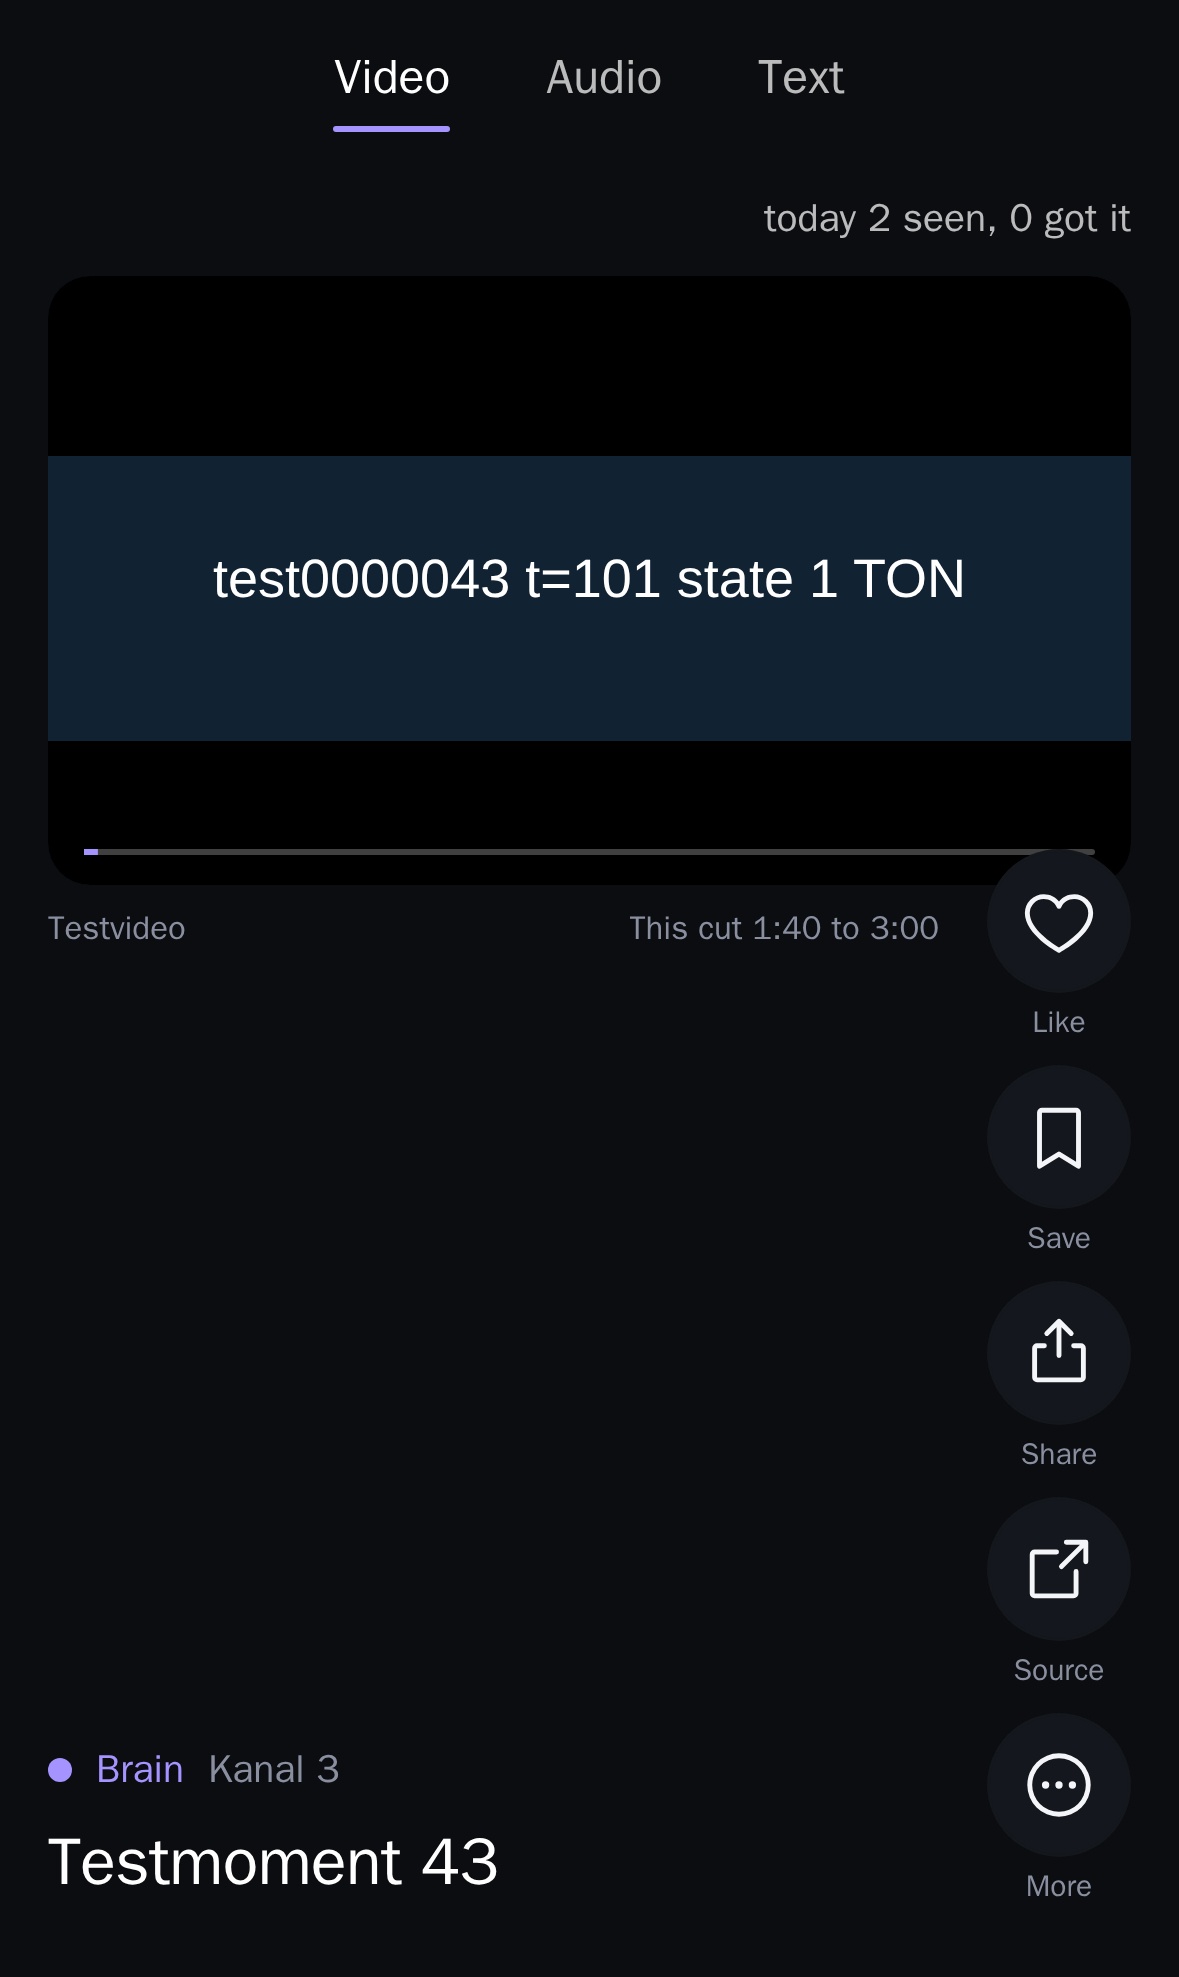 Video Audio Text
today 2 seen, 0 got it
test0000043 t=101 state 1 TON
Testvideo
This cut 1:40 to 3:00
Like
Save
Share
Source
Brain Kanal 3
Testmoment 43
More